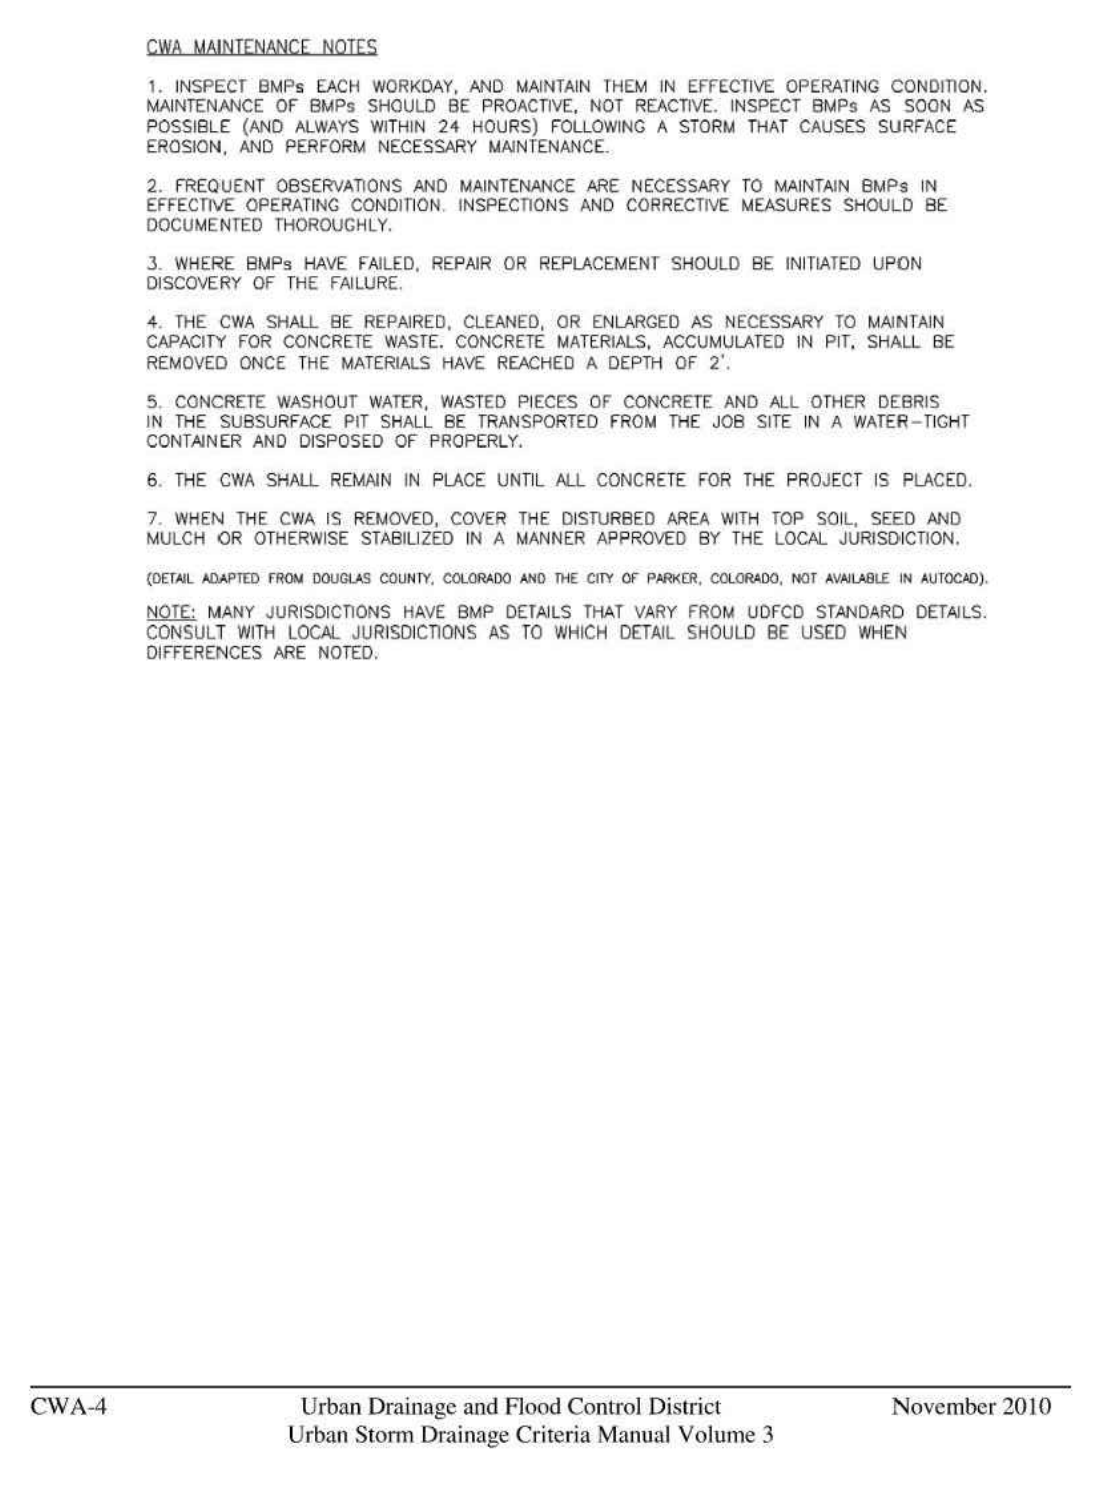 CWA MAINTENANCE NOTES
1. INSPECT BMPs EACH WORKDAY, AND MAINTAIN THEM IN EFFECTIVE OPERATING CONDITION.
MAINTENANCE OF BMPs SHOULD BE PROACTIVE, NOT REACTIVE. INSPECT BMPs AS SOON AS
POSSIBLE (AND ALWAYS WITHIN 24 HOURS) FOLLOWING A STORM THAT CAUSES SURFACE
EROSION, AND PERFORM NECESSARY MAINTENANCE.
2. FREQUENT OBSERVATIONS AND MAINTENANCE ARE NECESSARY TO MAINTAIN BMPs IN
EFFECTIVE OPERATING CONDITION. INSPECTIONS AND CORRECTIVE MEASURES SHOULD BE
DOCUMENTED THOROUGHLY.
3. WHERE BMPs HAVE FAILED, REPAIR OR REPLACEMENT SHOULD BE INITIATED UPON
DISCOVERY OF THE FAILURE.
4. THE CWA SHALL BE REPAIRED, CLEANED, OR ENLARGED AS NECESSARY TO MAINTAIN
CAPACITY FOR CONCRETE WASTE. CONCRETE MATERIALS, ACCUMULATED IN PIT, SHALL BE
REMOVED ONCE THE MATERIALS HAVE REACHED A DEPTH OF 2'.
5. CONCRETE WASHOUT WATER, WASTED PIECES OF CONCRETE AND ALL OTHER DEBRIS
IN THE SUBSURFACE PIT SHALL BE TRANSPORTED FROM THE JOB SITE IN A WATER-TIGHT
CONTAINER AND DISPOSED OF PROPERLY.
6. THE CWA SHALL REMAIN IN PLACE UNTIL ALL CONCRETE FOR THE PROJECT IS PLACED.
7. WHEN THE CWA IS REMOVED, COVER THE DISTURBED AREA WITH TOP SOIL, SEED AND
MULCH OR OTHERWISE STABILIZED IN A MANNER APPROVED BY THE LOCAL JURISDICTION.
(DETAIL ADAPTED FROM DOUGLAS COUNTY, COLORADO AND THE CITY OF PARKER, COLORADO, NOT AVAILABLE IN AUTOCAD).
NOTE: MANY JURISDICTIONS HAVE BMP DETAILS THAT VARY FROM UDFCD STANDARD DETAILS.
CONSULT WITH LOCAL JURISDICTIONS AS TO WHICH DETAIL SHOULD BE USED WHEN
DIFFERENCES ARE NOTED.
CWA-4 Urban Drainage and Flood Control District November 2010
Urban Storm Drainage Criteria Manual Volume 3